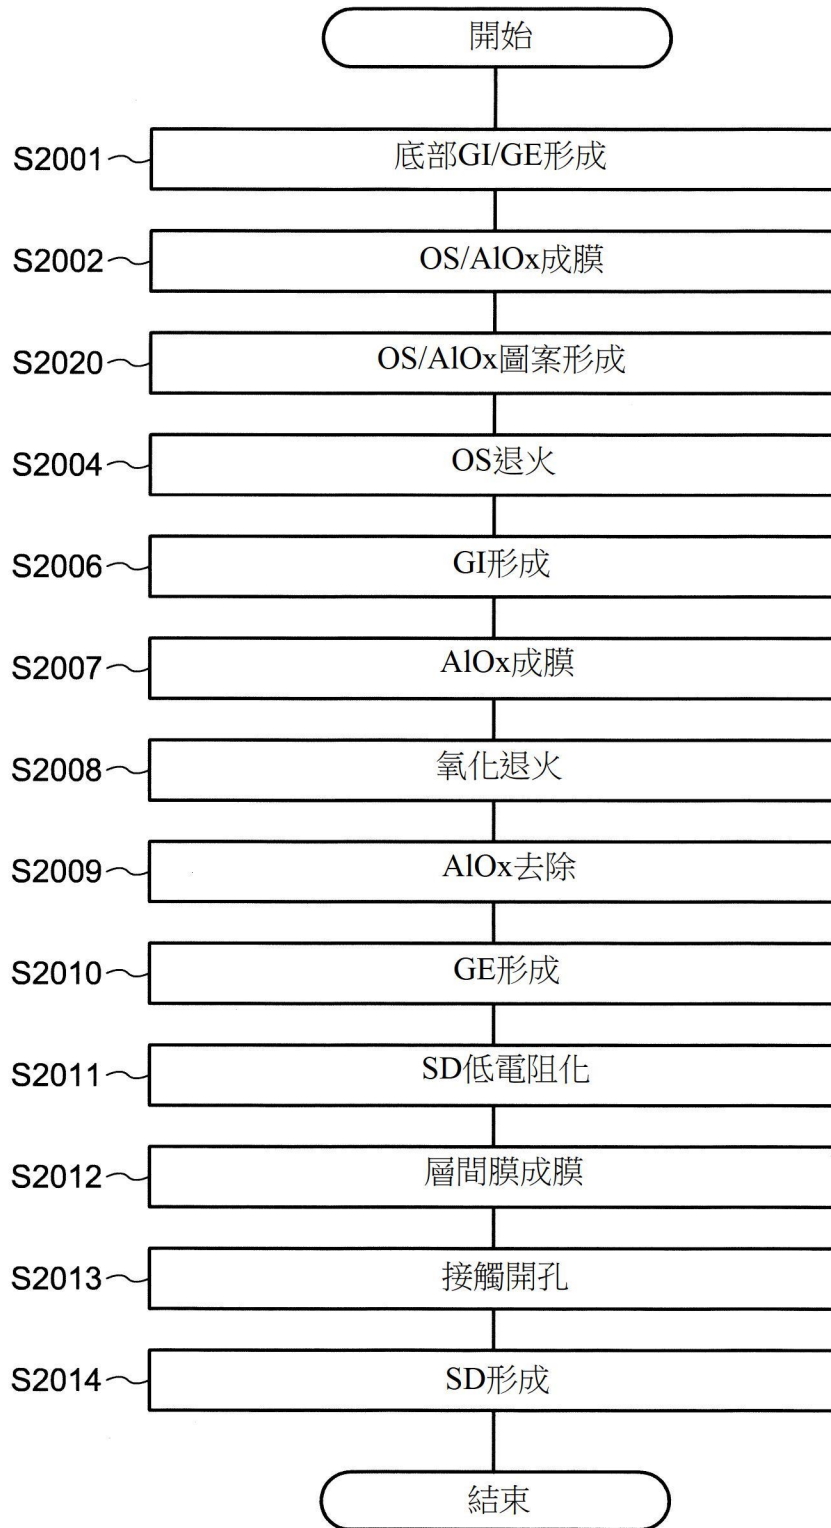 開始
S2001 底部GI/GE形成
S2002 OS/AlOx成膜
S2020 OS/AlOx圖案形成
S2004 OS退火
S2006 GI形成
S2007 AlOx成膜
S2008 氧化退火
S2009 AlOx去除
S2010 GE形成
S2011 SD低電阻化
S2012 層間膜成膜
S2013 接觸開孔
S2014 SD形成
結束